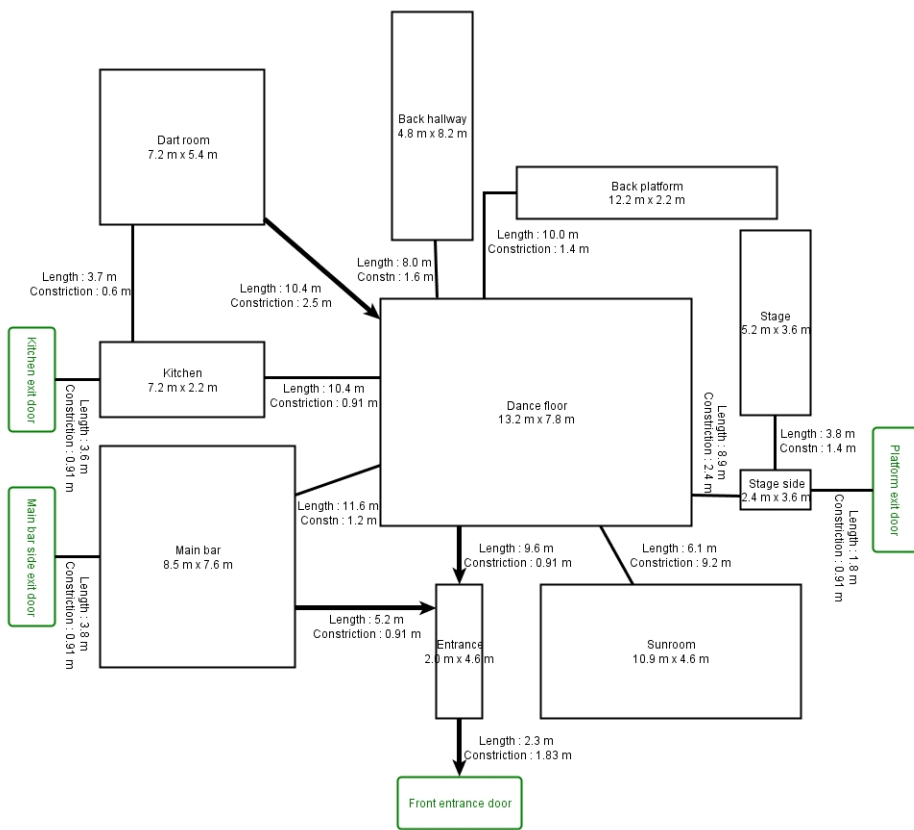 Dart room
7.2 m x 5.4 m
Back hallway
4.8 m x 8.2 m
Back platform
12.2 m x 2.2 m
Length : 10.0 m
Constriction : 1.4 m
Length : 8.0 m
Constn : 1.6 m
Length : 3.7 m
Constriction : 0.6 m
Length : 10.4 m
Constriction : 2.5 m
Stage
5.2 m x 3.6 m
Kitchen exit door
Kitchen
7.2 m x 2.2 m
Length : 10.4 m
Constriction : 0.91 m
Length : 3.6 m
Constriction : 0.91 m
Dance floor
13.2 m x 7.8 m
Length : 8.9 m
Constriction : 2.4 m
Length : 3.8 m
Constn : 1.4 m
Stage side
2.4 m x 3.6 m
Platform exit door
Length : 1.8 m
Constriction : 0.91 m
Length : 11.6 m
Constn : 1.2 m
Main bar side exit door
Main bar
8.5 m x 7.6 m
Length : 3.8 m
Constriction : 0.91 m
Length : 9.6 m
Constriction : 0.91 m
Length : 6.1 m
Constriction : 9.2 m
Length : 5.2 m
Constriction : 0.91 m
Entrance
2.0 m x 4.6 m
Sunroom
10.9 m x 4.6 m
Length : 2.3 m
Constriction : 1.83 m
Front entrance door